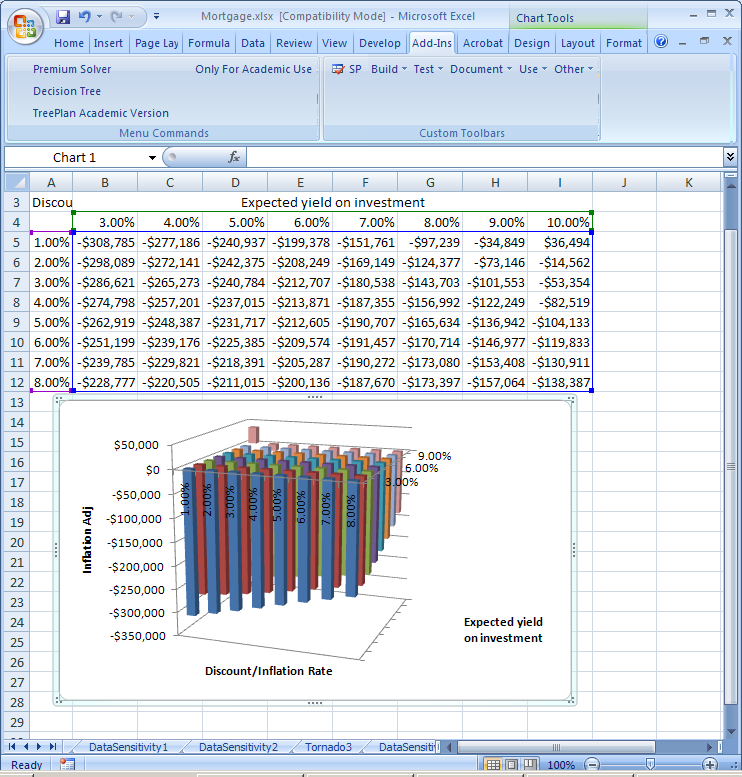 Mortgage.xlsx [Compatibility Mode] - Microsoft Excel
Chart Tools
Home Insert Page Lay Formula Data Review View Develop Add-Ins Acrobat Design Layout Format
Premium Solver Only For Academic Use SP Build Test Document Use Other
Decision Tree
TreePlan Academic Version
Menu Commands Custom Toolbars
Chart 1 fx
A B C D E F G H I J K
3 Discou Expected yield on investment
4 3.00% 4.00% 5.00% 6.00% 7.00% 8.00% 9.00% 10.00%
5 1.00% -$308,785 -$277,186 -$240,937 -$199,378 -$151,761 -$97,239 -$34,849 $36,494
6 2.00% -$298,089 -$272,141 -$242,375 -$208,249 -$169,149 -$124,377 -$73,146 -$14,562
7 3.00% -$286,621 -$265,273 -$240,784 -$212,707 -$180,538 -$143,703 -$101,553 -$53,354
8 4.00% -$274,798 -$257,201 -$237,015 -$213,871 -$187,355 -$156,992 -$122,249 -$82,519
9 5.00% -$262,919 -$248,387 -$231,717 -$212,605 -$190,707 -$165,634 -$136,942 -$104,133
10 6.00% -$251,199 -$239,176 -$225,385 -$209,574 -$191,457 -$170,714 -$146,977 -$119,833
11 7.00% -$239,785 -$229,821 -$218,391 -$205,287 -$190,272 -$173,080 -$153,408 -$130,911
12 8.00% -$228,777 -$220,505 -$211,015 -$200,136 -$187,670 -$173,397 -$157,064 -$138,387
13
14
15
16
17
18
19
20
21
22
23
24
25
26
27
28
29
$50,000
$0
-$50,000
-$100,000
-$150,000
-$200,000
-$250,000
-$300,000
-$350,000
Inflation Adj
1.00% 2.00% 3.00% 4.00% 5.00% 6.00% 7.00% 8.00%
9.00%
6.00%
3.00%
Expected yield
on investment
Discount/Inflation Rate
DataSensitivity1 DataSensitivity2 Tornado3 DataSensiti
Ready 100%